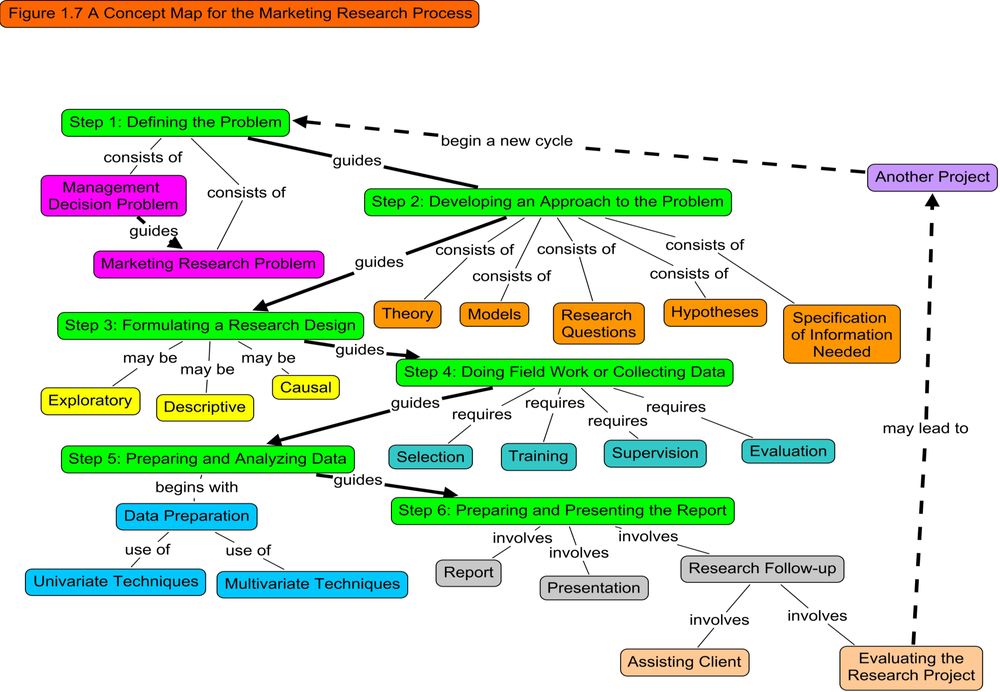 Figure 1.7 A Concept Map for the Marketing Research Process
Step 1: Defining the Problem
begin a new cycle
consists of
guides
Another Project
Management
Decision Problem
consists of
Step 2: Developing an Approach to the Problem
guides
Marketing Research Problem
guides
consists of
consists of
consists of
consists of
consists of
Theory
Models
Research
Questions
Hypotheses
Specification
of Information
Needed
Step 3: Formulating a Research Design
guides
may be
may be
may be
Exploratory
Descriptive
Causal
Step 4: Doing Field Work or Collecting Data
guides
requires
requires
requires
requires
may lead to
Selection
Training
Supervision
Evaluation
Step 5: Preparing and Analyzing Data
guides
begins with
Data Preparation
use of
use of
Univariate Techniques
Multivariate Techniques
Step 6: Preparing and Presenting the Report
involves
involves
involves
Report
Presentation
Research Follow-up
involves
involves
Assisting Client
Evaluating the
Research Project